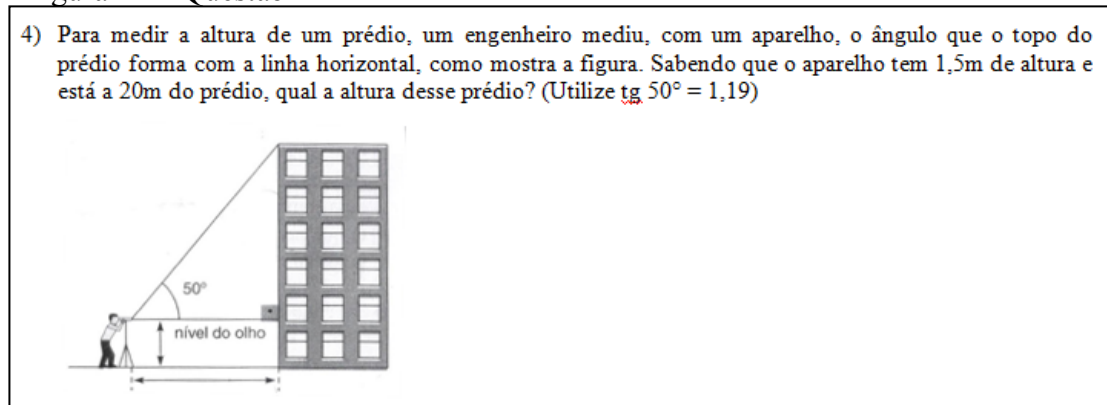 4) Para medir a altura de um prédio, um engenheiro mediu, com um aparelho, o ângulo que o topo do
prédio forma com a linha horizontal, como mostra a figura. Sabendo que o aparelho tem 1,5m de altura e
está a 20m do prédio, qual a altura desse prédio? (Utilize tg 50° = 1,19)
50°
nível do olho